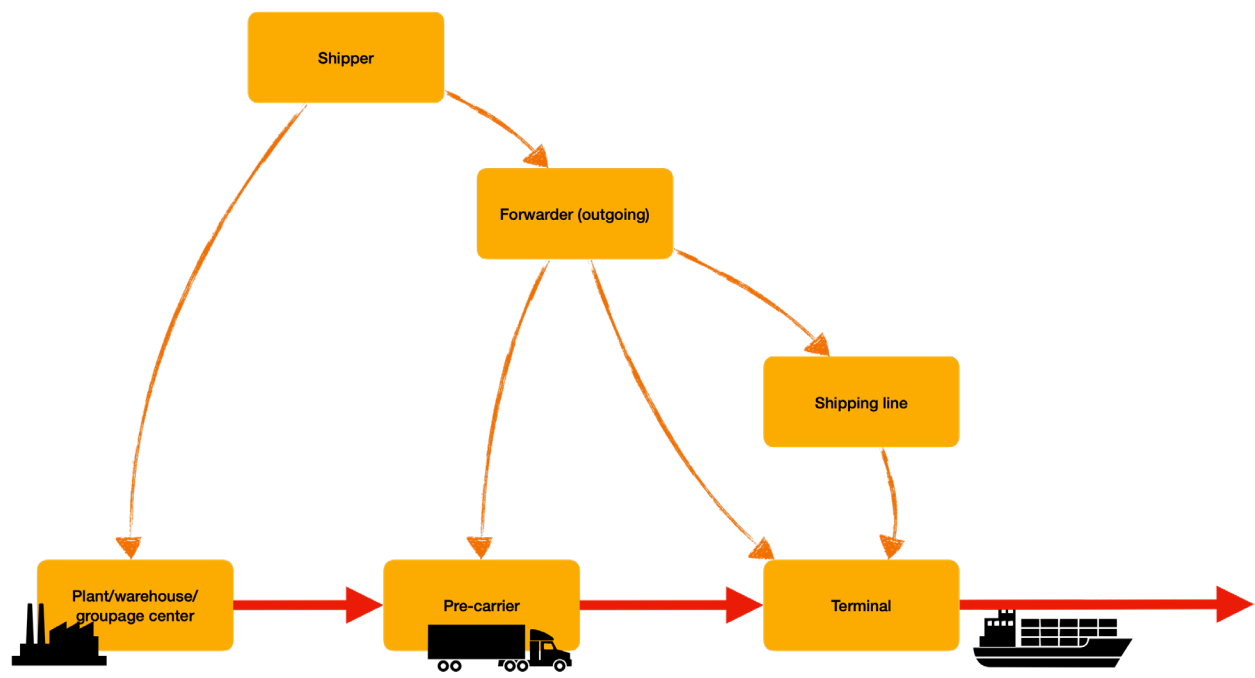 Shipper
Forwarder (outgoing)
Shipping line
Plant/warehouse/
groupage center
Pre-carrier
Terminal